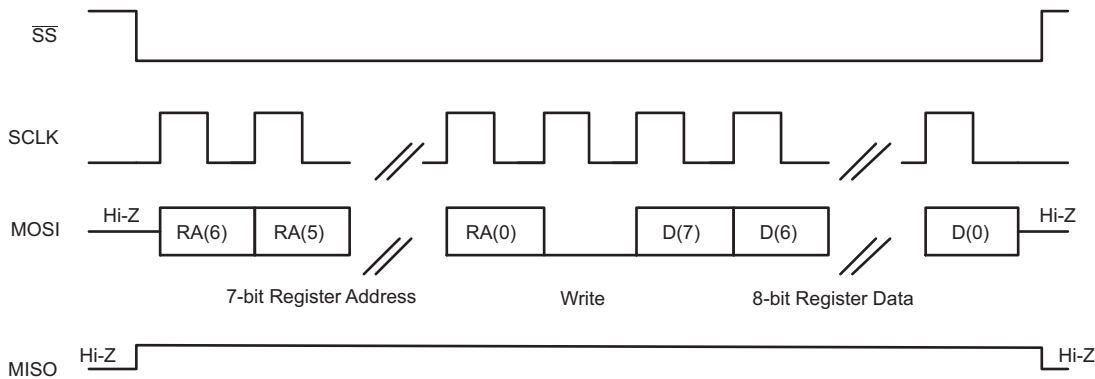 SS
SCLK
Hi-Z
Hi-Z
MOSI
RA(6)
RA(5)
RA(0)
D(7)
D(6)
D(0)
7-bit Register Address
Write
8-bit Register Data
Hi-Z
Hi-Z
MISO